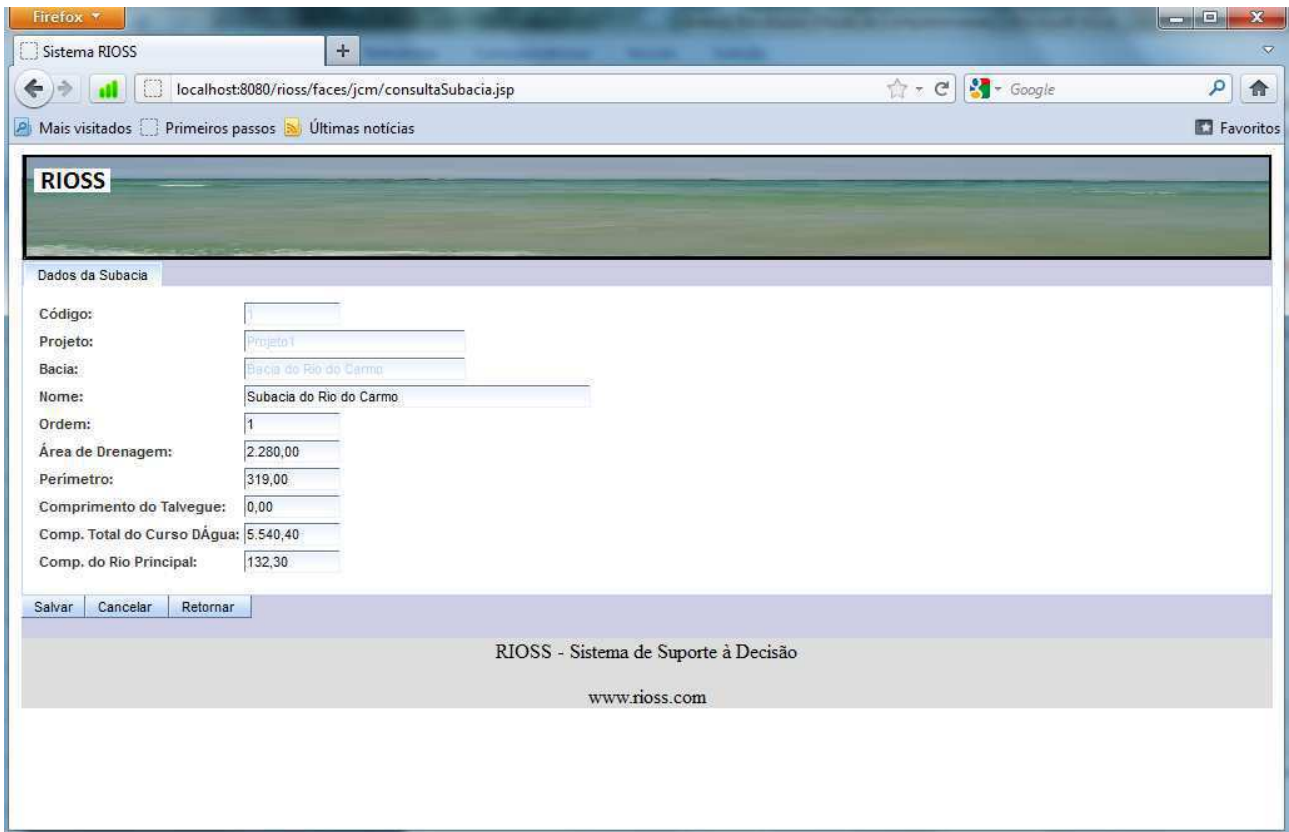 Firefox
Sistema RIOSS
localhost:8080/rioss/faces/jcm/consultaSubacia.jsp
Google
Mais visitados Primeiros passos Últimas notícias Favoritos
RIOSS
Dados da Subacia
Código: 1
Projeto: Projeto1
Bacia: Bacia do Rio do Carmo
Nome: Subacia do Rio do Carmo
Ordem: 1
Área de Drenagem: 2.280,00
Perímetro: 319,00
Comprimento do Talvegue: 0,00
Comp. Total do Curso DÁgua: 5.540,40
Comp. do Rio Principal: 132,30
Salvar Cancelar Retornar
RIOSS - Sistema de Suporte à Decisão
www.rioss.com